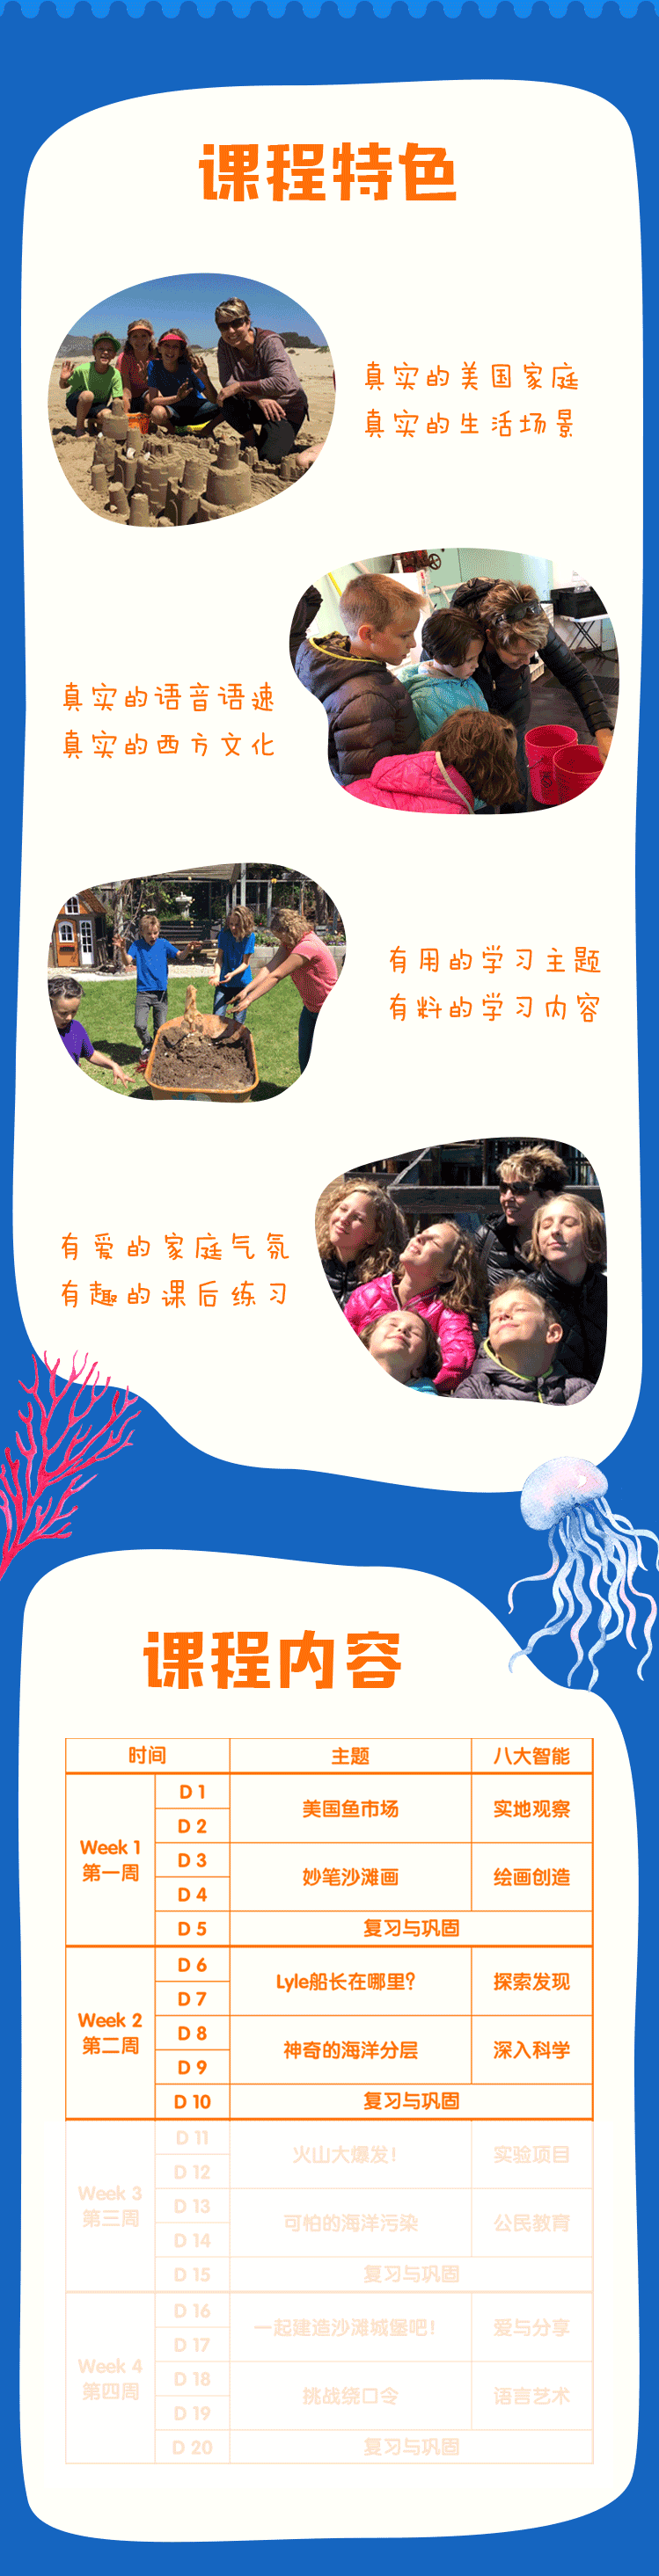 课程特色
真实的美国家庭
真实的生活场景
真实的语音语速
真实的西方文化
有用的学习主题
有料的学习内容
有爱的家庭气氛
有趣的课后练习
课程内容
时间 主题 八大智能
Week 1
第一周
D 1
D 2
美国鱼市场 实地观察
D 3
D 4
妙笔沙滩画 绘画创造
D 5 复习与巩固
Week 2
第二周
D 6
D 7
Lyle船长在哪里? 探索发现
D 8
D 9
神奇的海洋分层 深入科学
D 10 复习与巩固
Week 3
第三周
D 11
D 12
火山大爆发! 实验项目
D 13
D 14
可怕的海洋污染 公民教育
D 15 复习与巩固
Week 4
第四周
D 16
D 17
一起建造沙滩城堡吧! 爱与分享
D 18
D 19
挑战绕口令 语言艺术
D 20 复习与巩固